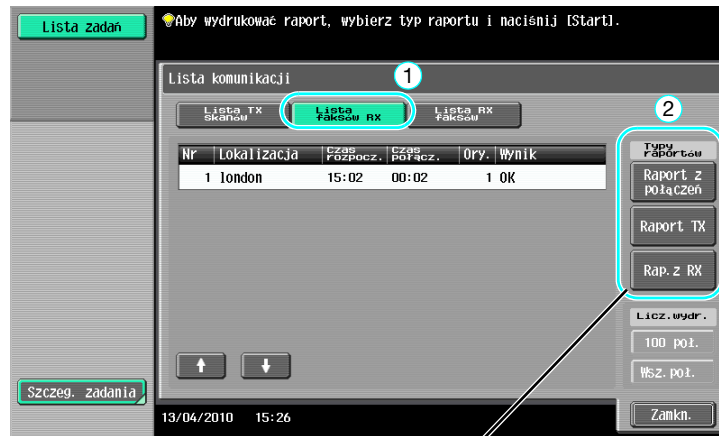 Lista zadań
Aby wydrukować raport, wybierz typ raportu i naciśnij [Start].
Lista komunikacji
1
Lista TX skanów
Lista faksów RX
Lista RX faksów
2
Nr Lokalizacja Czas rozpocz. Czas połącz. Ory. Wynik
1 london 15:02 00:02 1 OK
Typy raportów
Raport z połączeń
Raport TX
Rap. z RX
Licz.wydr.
100 poł.
Wsz. poł.
Szczeg. zadania
13/04/2010 15:26
Zamkn.